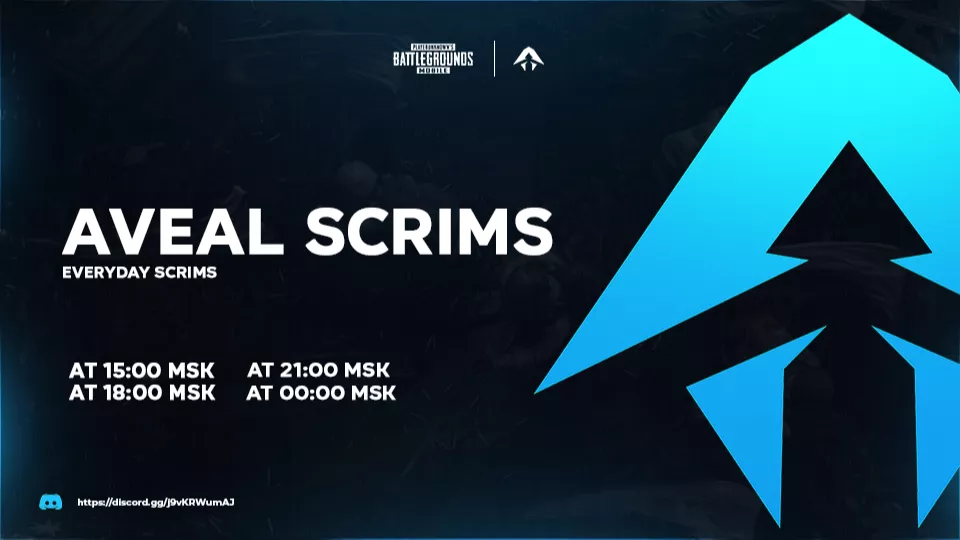 PLAYERUNKNOWN'S
BATTLEGROUNDS
MOBILE
AVEAL SCRIMS
EVERYDAY SCRIMS
AT 15:00 MSK
AT 21:00 MSK
AT 18:00 MSK
AT 00:00 MSK
https://discord.gg/j9vKRWumAJ